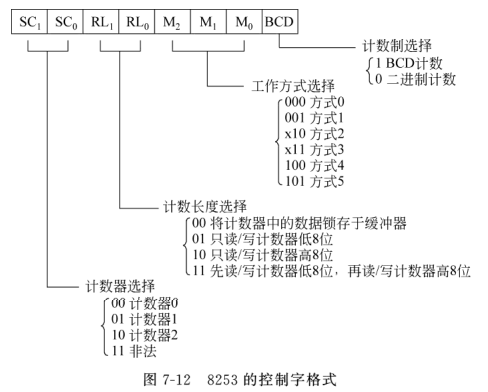 SC1 SC0 RL1 RL0 M2 M1 M0 BCD
计数制选择
1 BCD计数
0 二进制计数
工作方式选择
000 方式0
001 方式1
x10 方式2
x11 方式3
100 方式4
101 方式5
计数长度选择
00 将计数器中的数据锁存于缓冲器
01 只读/写计数器低8位
10 只读/写计数器高8位
11 先读/写计数器低8位，再读/写计数器高8位
计数器选择
00 计数器0
01 计数器1
10 计数器2
11 非法
图 7-12 8253 的控制字格式